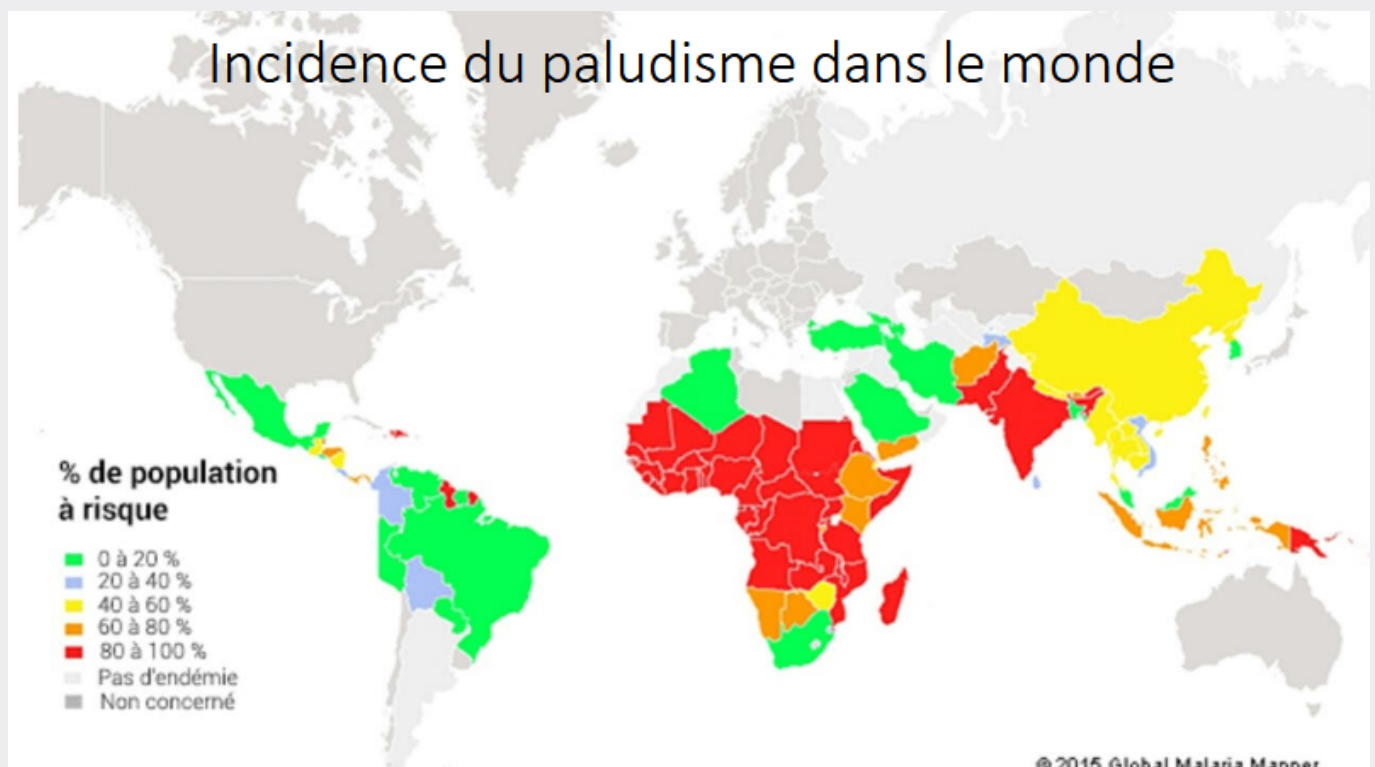 Incidence du paludisme dans le monde
% de population
à risque
0 à 20 %
20 à 40 %
40 à 60 %
60 à 80 %
80 à 100 %
Pas d'endémie
Non concerné
© 2015 Global Malaria Mapper